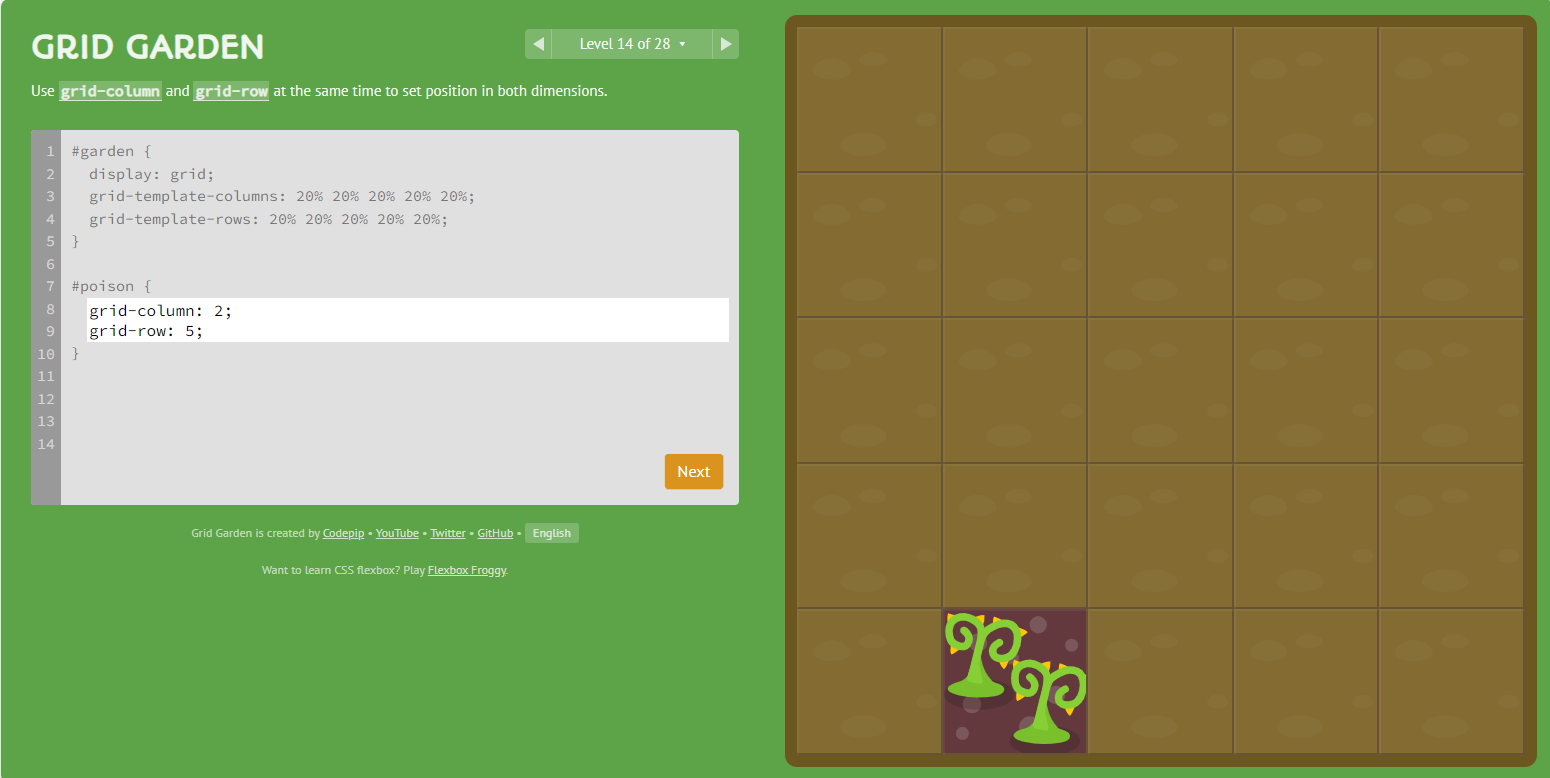 GRID GARDEN
◀ Level 14 of 28 ▾ ▶
Use grid-column and grid-row at the same time to set position in both dimensions.
1 #garden {
2 display: grid;
3 grid-template-columns: 20% 20% 20% 20% 20%;
4 grid-template-rows: 20% 20% 20% 20% 20%;
5 }
6
7 #poison {
8 grid-column: 2;
9 grid-row: 5;
10 }
11
12
13
14
Next
Grid Garden is created by Codepip • YouTube • Twitter • GitHub • English
Want to learn CSS flexbox? Play Flexbox Froggy.